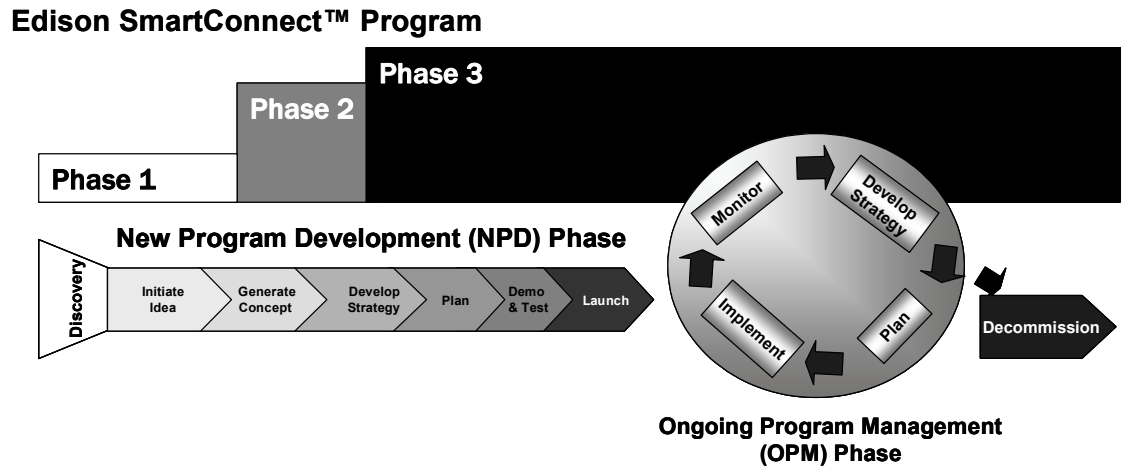 Edison SmartConnect™ Program
Phase 3
Phase 2
Phase 1
Monitor
Develop
Strategy
New Program Development (NPD) Phase
Discovery
Initiate
Idea
Generate
Concept
Develop
Strategy
Plan
Demo
& Test
Launch
Implement
Plan
Decommission
Ongoing Program Management
(OPM) Phase